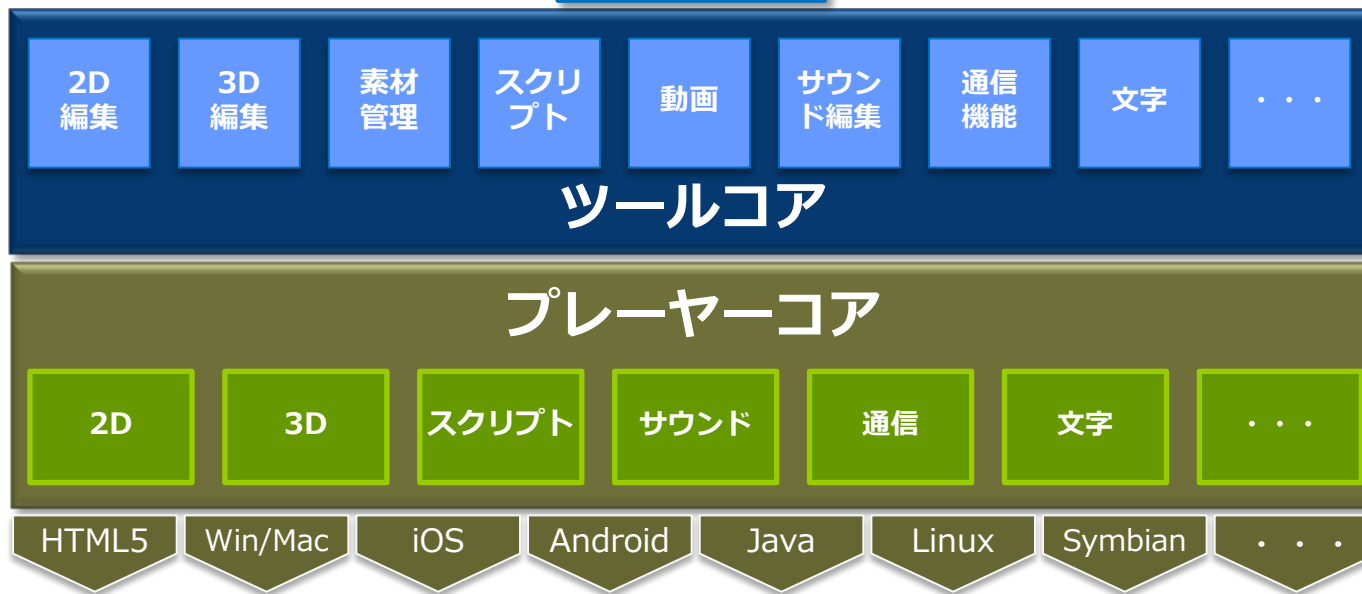 2D
編集
3D
編集
素材
管理
スクリ
プト
動画
サウン
ド編集
通信
機能
文字
・・・
ツールコア
プレーヤーコア
2D
3D
スクリプト
サウンド
通信
文字
・・・
HTML5
Win/Mac
iOS
Android
Java
Linux
Symbian
・・・